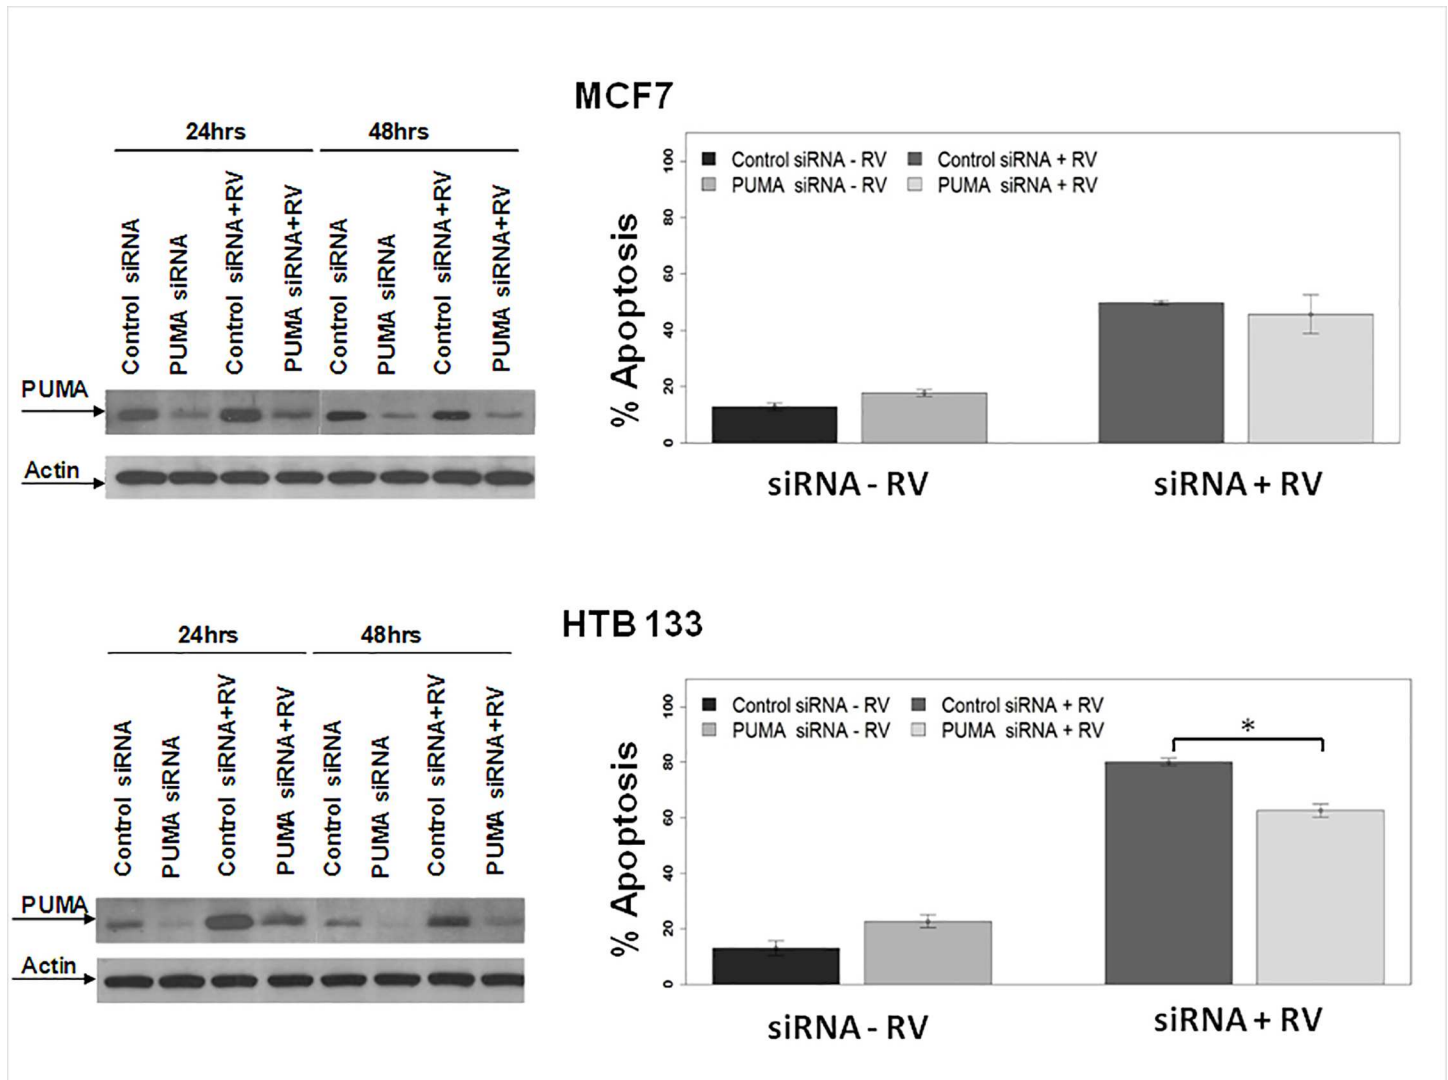 MCF7
24hrs 48hrs
Control siRNA
PUMA siRNA
Control siRNA+RV
PUMA siRNA+RV
Control siRNA
PUMA siRNA
Control siRNA+RV
PUMA siRNA+RV
PUMA
Actin
% Apoptosis
100
80
60
40
20
0
Control siRNA - RV Control siRNA + RV
PUMA siRNA - RV PUMA siRNA + RV
siRNA - RV siRNA + RV
HTB 133
24hrs 48hrs
Control siRNA
PUMA siRNA
Control siRNA+RV
PUMA siRNA+RV
Control siRNA
PUMA siRNA
Control siRNA+RV
PUMA siRNA+RV
PUMA
Actin
% Apoptosis
100
80
60
40
20
0
Control siRNA - RV Control siRNA + RV
PUMA siRNA - RV PUMA siRNA + RV
*
siRNA - RV siRNA + RV